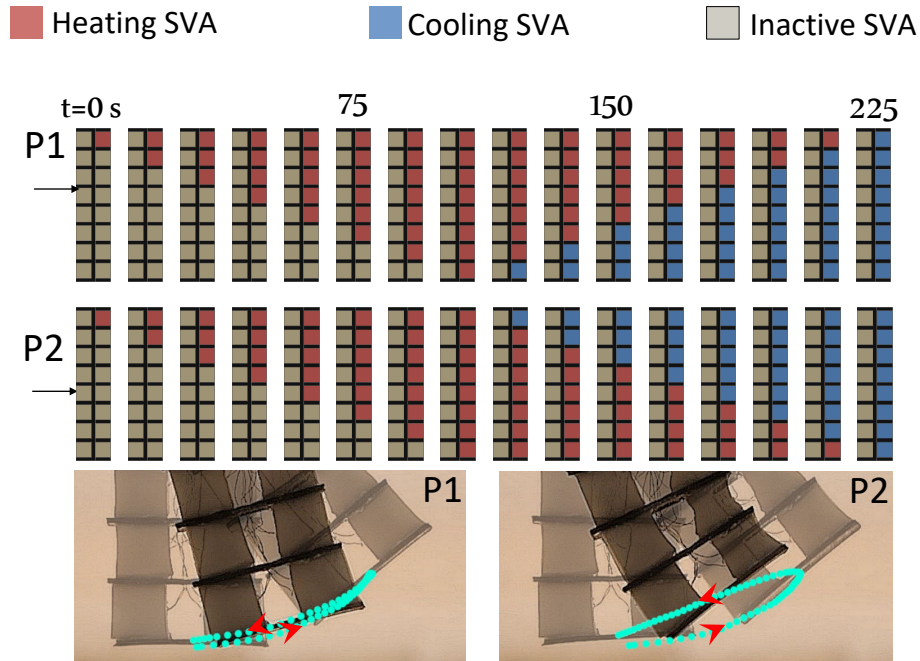 Heating SVA Cooling SVA Inactive SVA
t=0 s 75 150 225
P1
P2
P1 P2